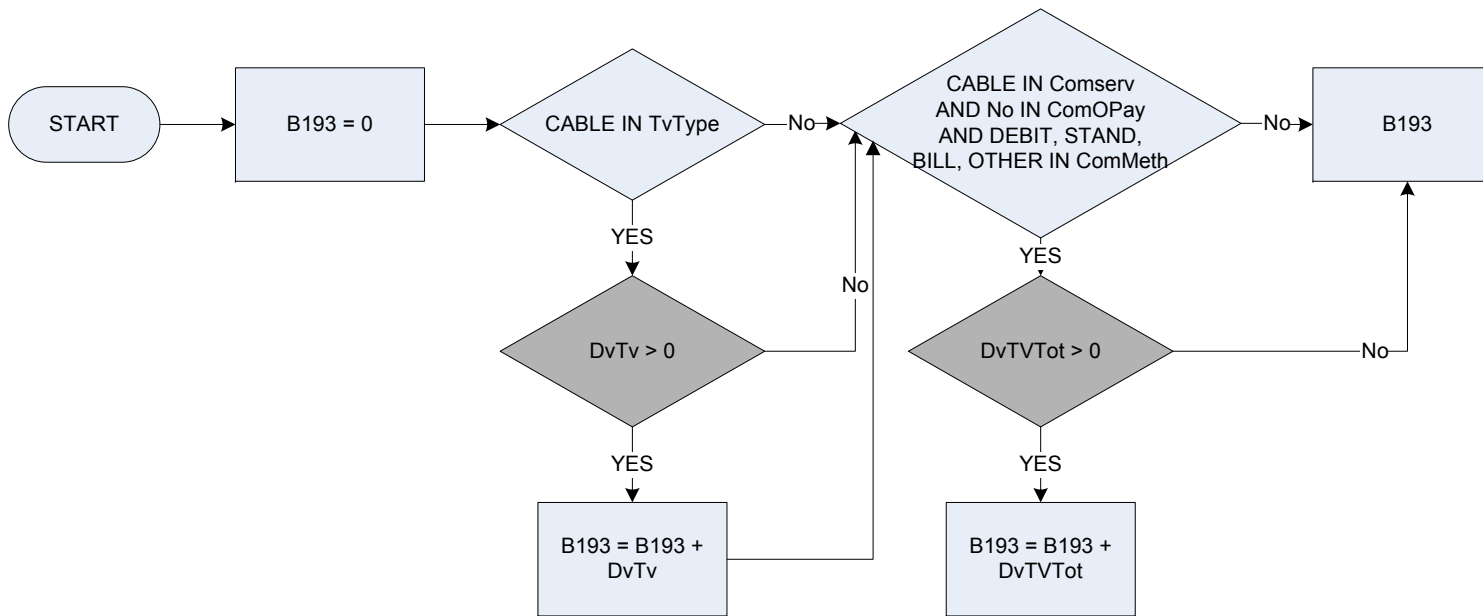 START
B193 = 0
CABLE IN TvType
No
CABLE IN Comserv
AND No IN ComOPay
AND DEBIT, STAND,
BILL, OTHER IN ComMeth
No
B193
YES
YES
No
DvTv > 0
DvTVTot > 0
No
YES
YES
B193 = B193 +
DvTv
B193 = B193 +
DvTVTot